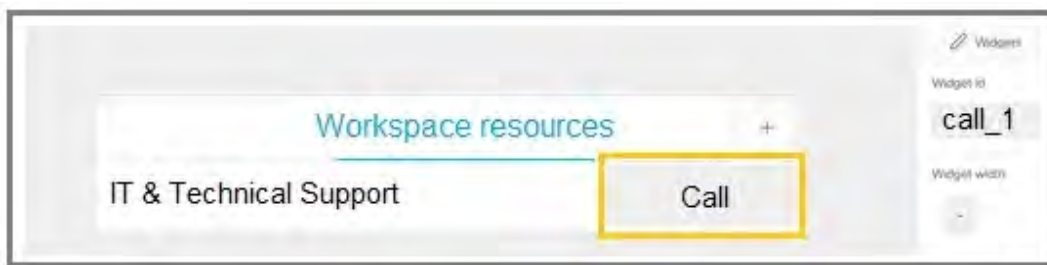 Widgets
Workspace resources +
Widget id
call_1
IT & Technical Support
Call
Widget width
-